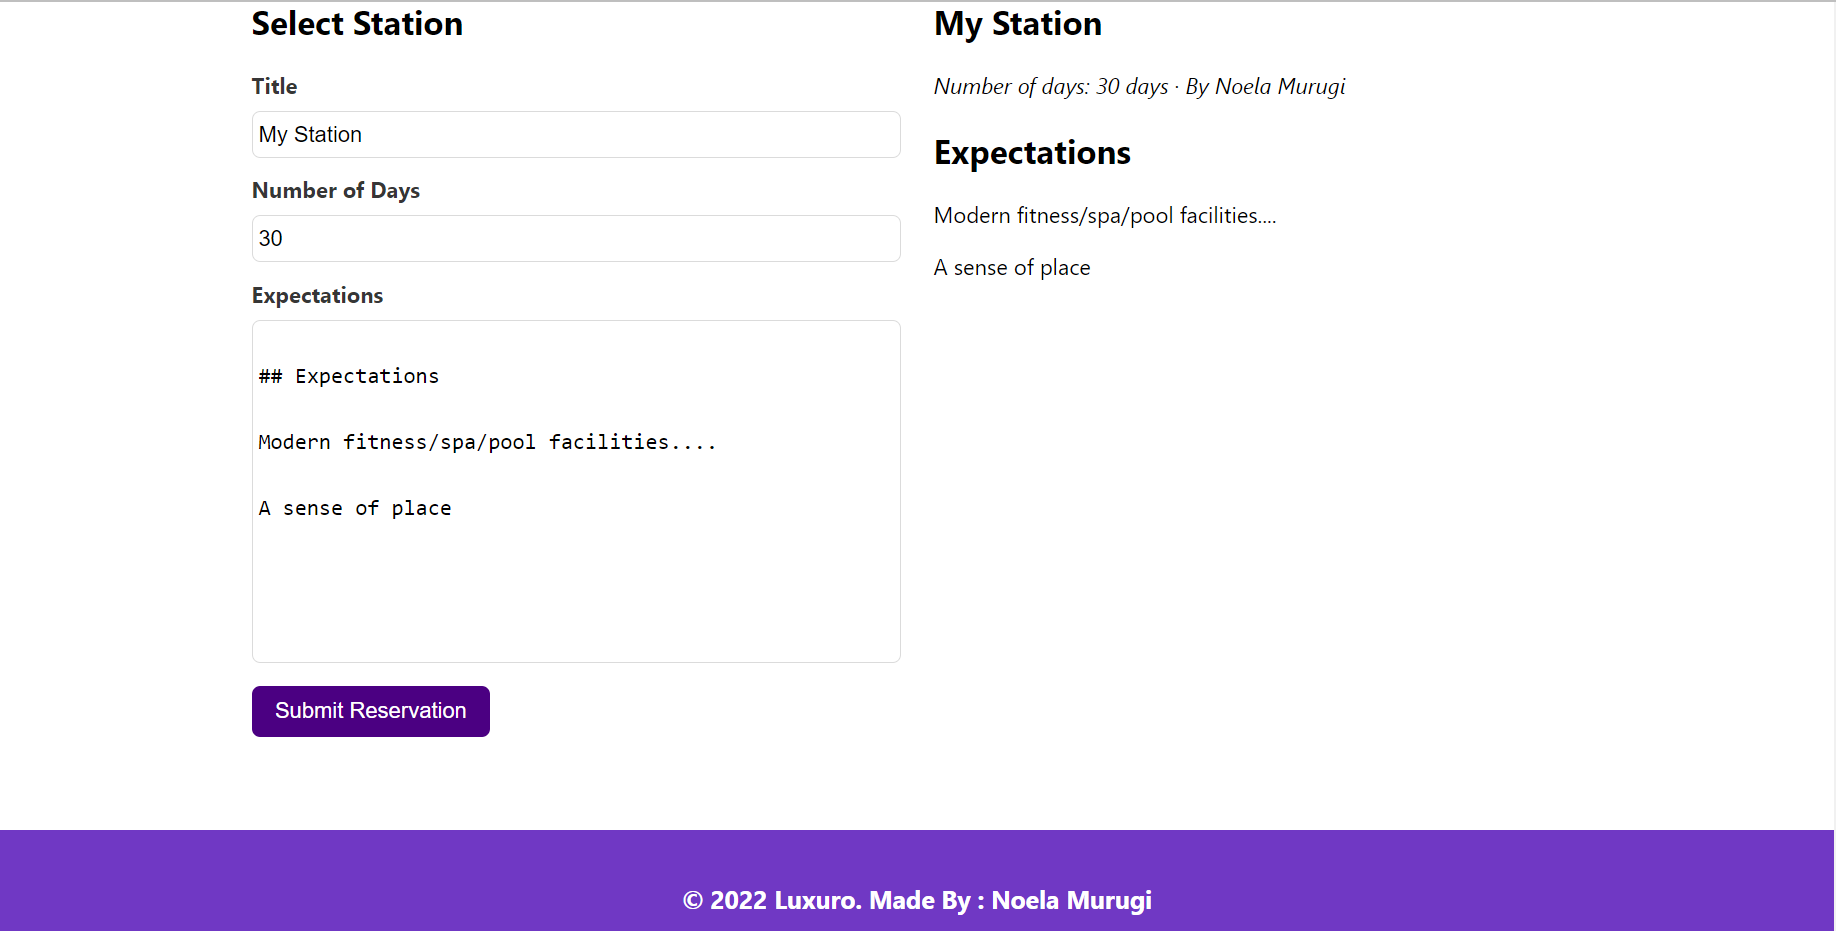 Select Station
Title
My Station
Number of Days
30
Expectations
## Expectations
Modern fitness/spa/pool facilities....
A sense of place
Submit Reservation
My Station
Number of days: 30 days · By Noela Murugi
Expectations
Modern fitness/spa/pool facilities....
A sense of place
© 2022 Luxuro. Made By : Noela Murugi